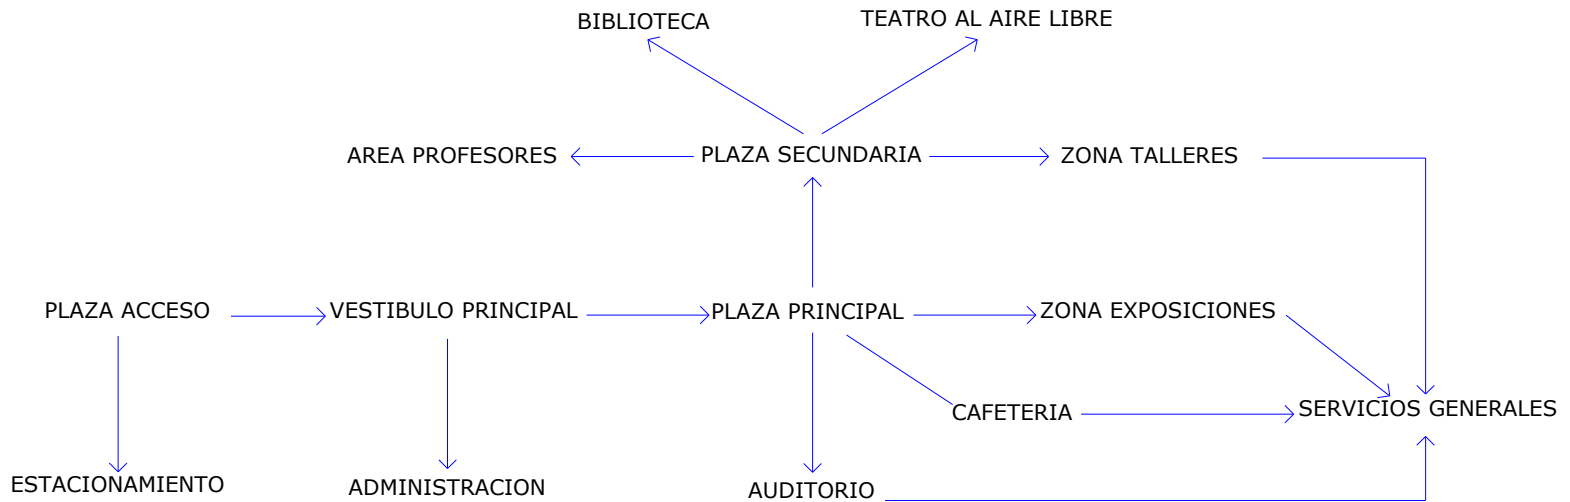 BIBLIOTECA
TEATRO AL AIRE LIBRE
AREA PROFESORES
PLAZA SECUNDARIA
ZONA TALLERES
PLAZA ACCESO
VESTIBULO PRINCIPAL
PLAZA PRINCIPAL
ZONA EXPOSICIONES
CAFETERIA
SERVICIOS GENERALES
ESTACIONAMIENTO
ADMINISTRACION
AUDITORIO